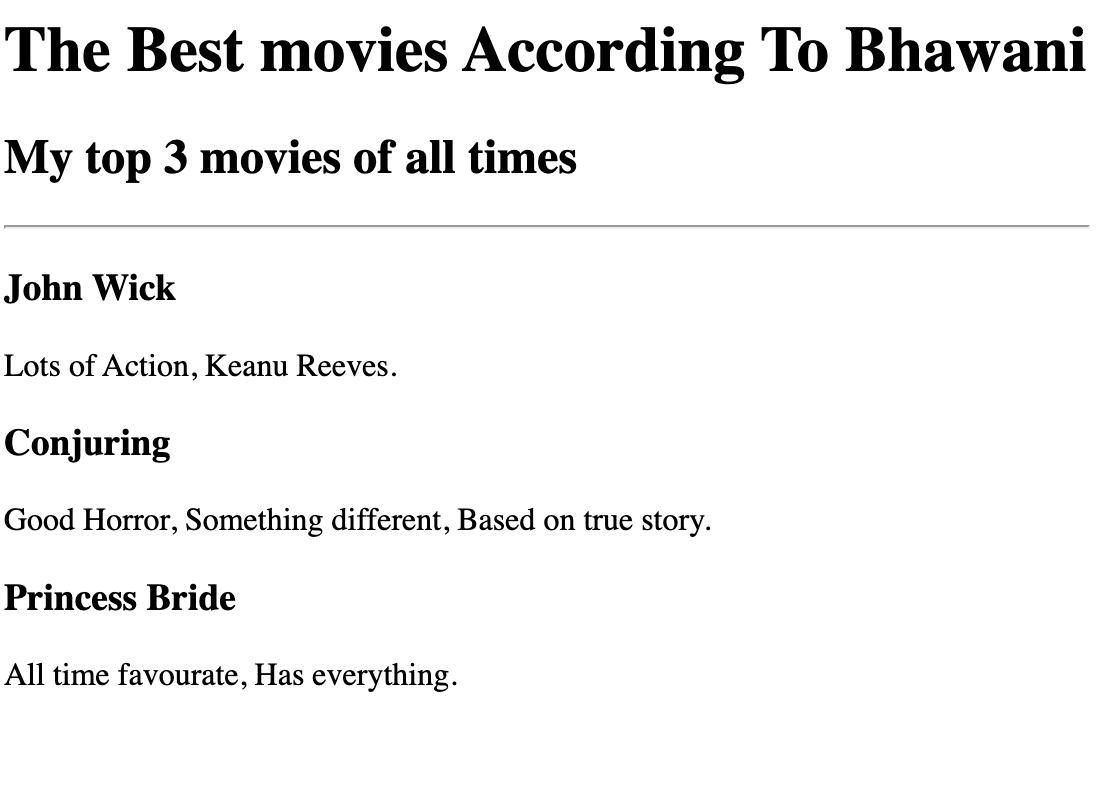 The Best movies According To Bhawani
My top 3 movies of all times
John Wick
Lots of Action, Keanu Reeves.
Conjuring
Good Horror, Something different, Based on true story.
Princess Bride
All time favourate, Has everything.